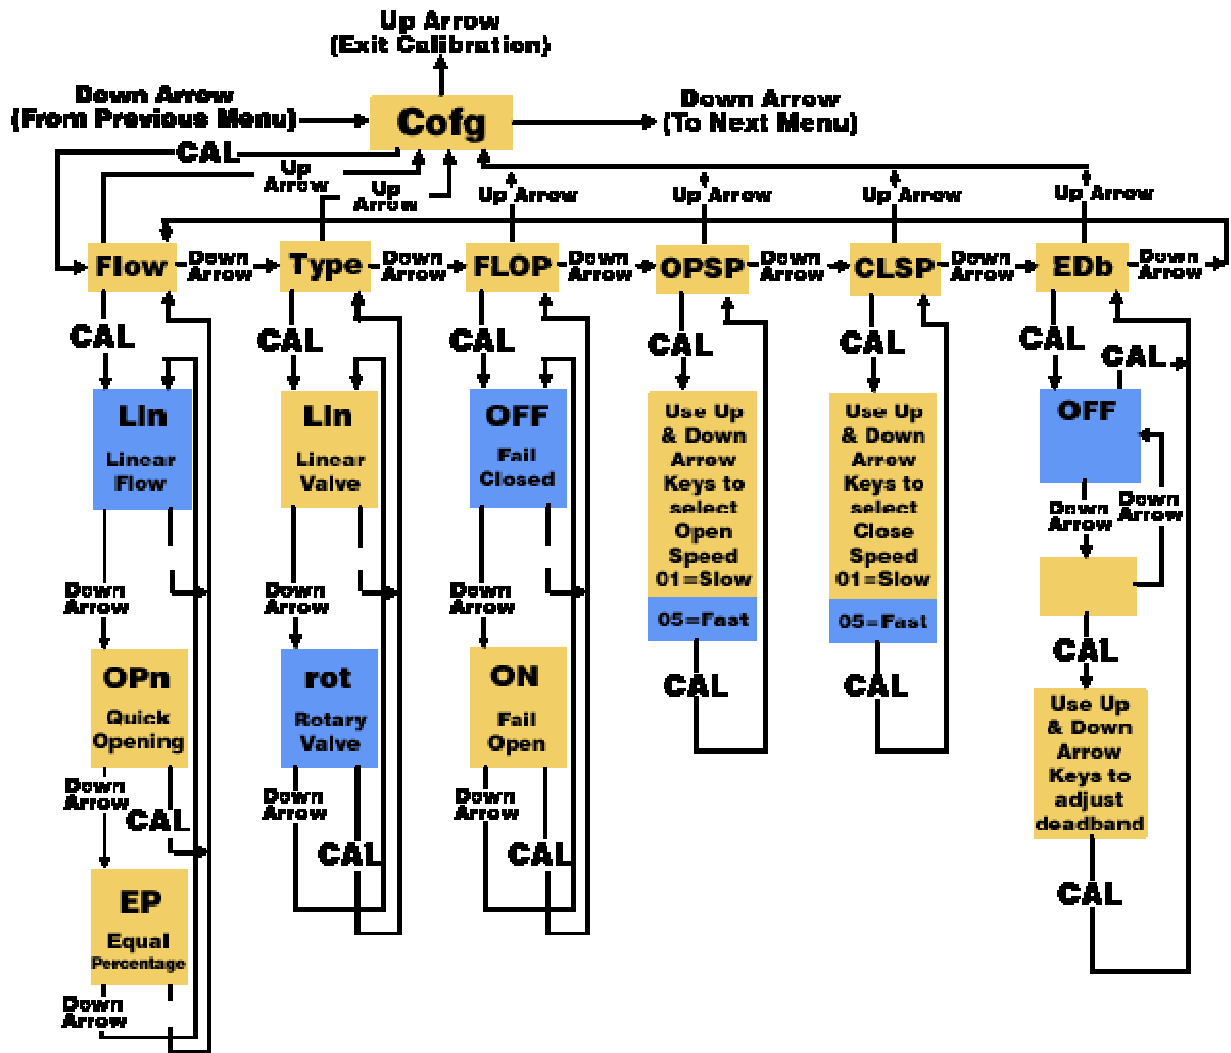 Up Arrow
(Exit Calibration)
Down Arrow
(From Previous Menu)
Cofg
Down Arrow
(To Next Menu)
CAL
Up
Arrow
Up
Arrow
Up Arrow
Up Arrow
Up Arrow
Up Arrow
Flow
Down
Arrow
Type
Down
Arrow
FLOP
Down
Arrow
OPSP
Down
Arrow
CLSP
Down
Arrow
EDb
Down
Arrow
CAL
LIn
Linear
Flow
Down
Arrow
OPn
Quick
Opening
Down
Arrow
CAL
EP
Equal
Percentage
Down
Arrow
CAL
LIn
Linear
Valve
Down
Arrow
rot
Rotary
Valve
Down
Arrow
CAL
CAL
OFF
Fail
Closed
Down
Arrow
ON
Fail
Open
Down
Arrow
CAL
CAL
Use Up
& Down
Arrow
Keys to
select
Open
Speed
01=Slow
05=Fast
CAL
CAL
Use Up
& Down
Arrow
Keys to
select
Close
Speed
01=Slow
05=Fast
CAL
CAL
CAL
OFF
Down
Arrow
Down
Arrow
CAL
Use Up
& Down
Arrow
Keys to
adjust
deadband
CAL